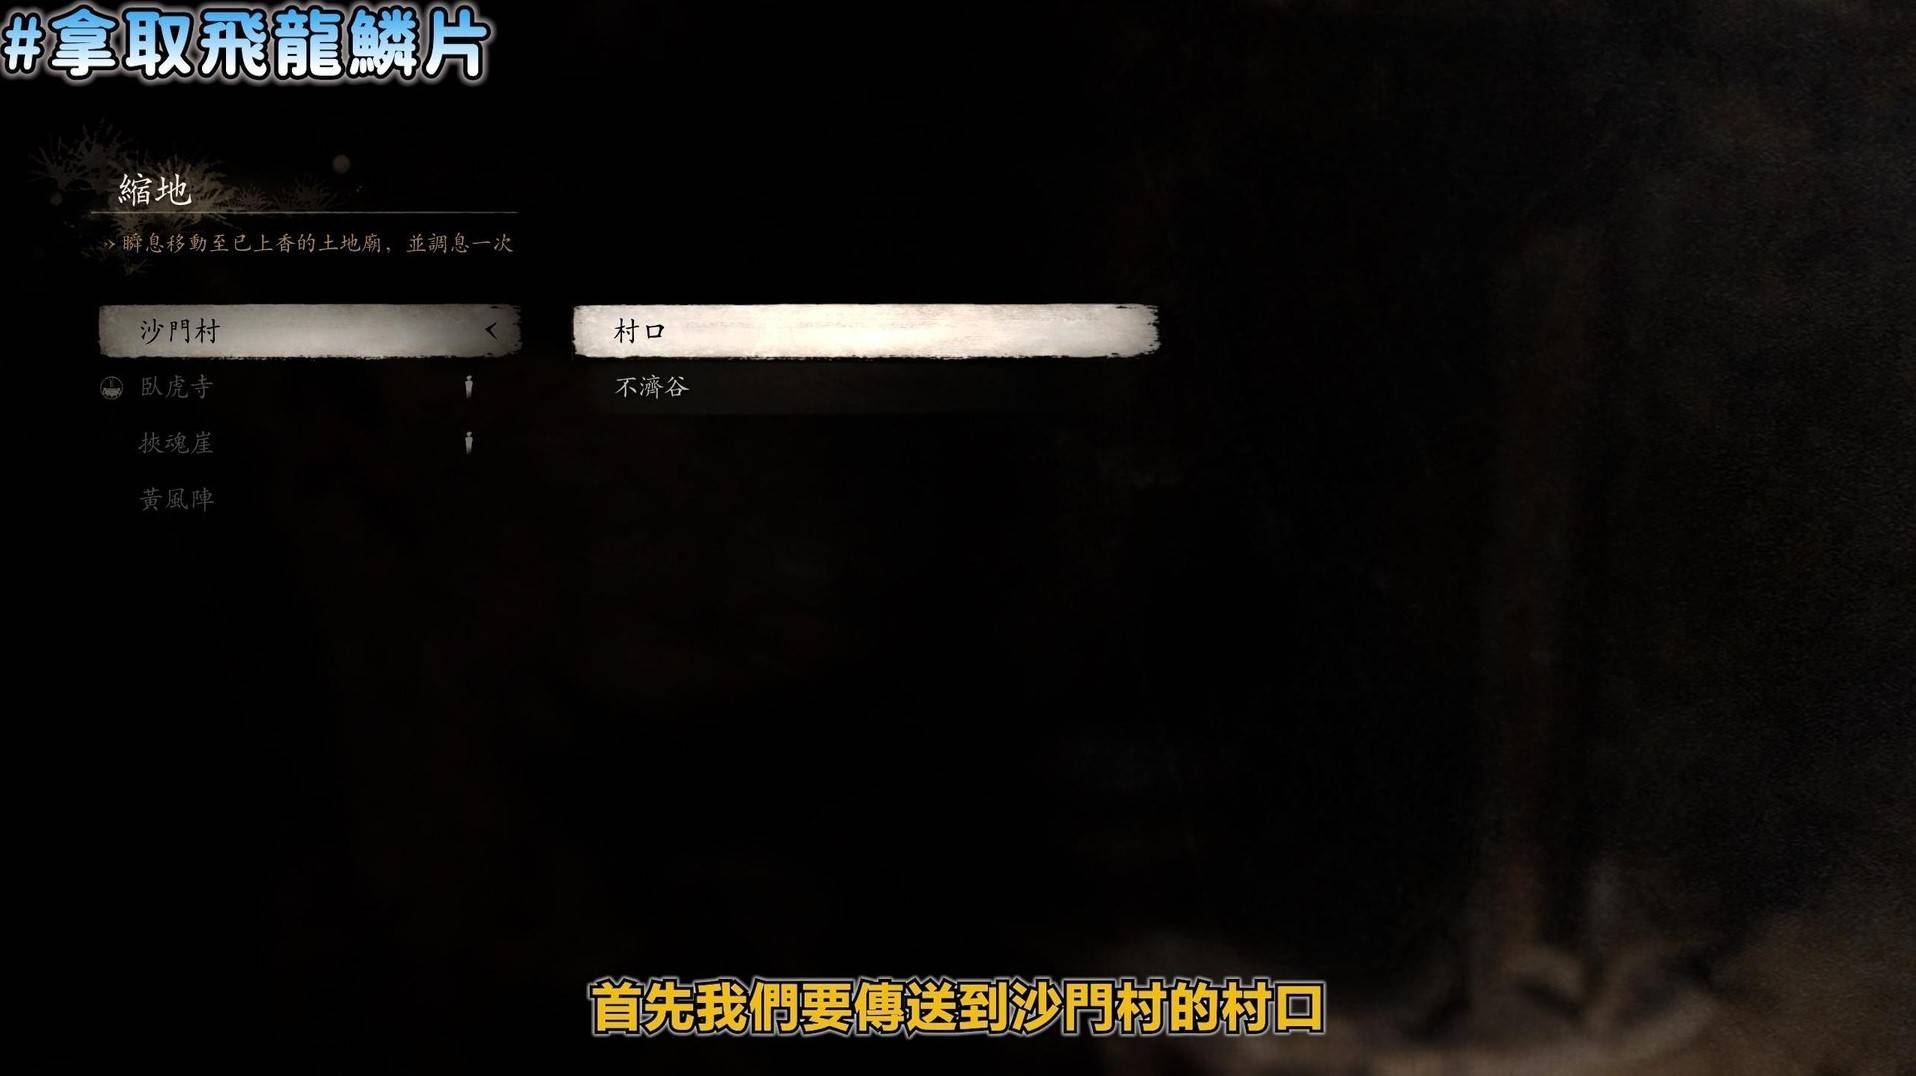 #拿取飛龍鱗片
縮地
瞬息移動至已上香的土地廟，並調息一次
沙門村
村口
臥虎寺
不濟谷
挾魂崖
黃風陣
首先我們要傳送到沙門村的村口